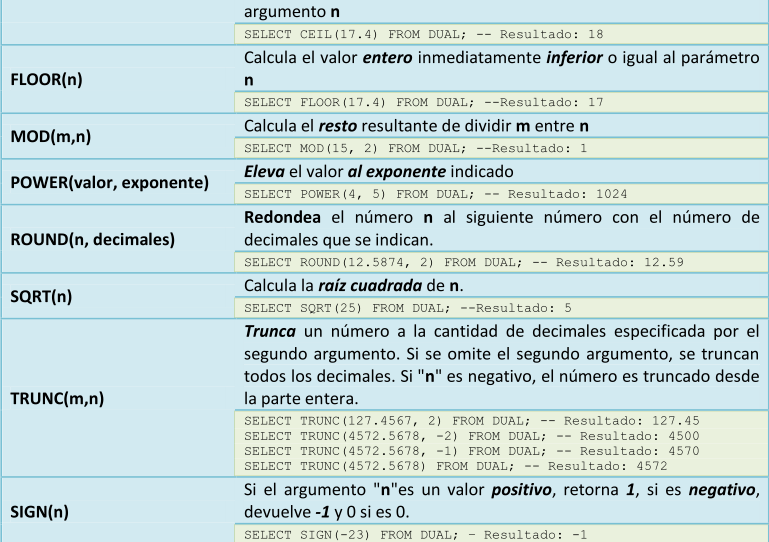 argumento n
SELECT CEIL(17.4) FROM DUAL; -- Resultado: 18
FLOOR(n)
Calcula el valor entero inmediatamente inferior o igual al parámetro
n
SELECT FLOOR(17.4) FROM DUAL; --Resultado: 17
MOD(m,n)
Calcula el resto resultante de dividir m entre n
SELECT MOD(15, 2) FROM DUAL; --Resultado: 1
POWER(valor, exponente)
Eleva el valor al exponente indicado
SELECT POWER(4, 5) FROM DUAL; -- Resultado: 1024
ROUND(n, decimales)
Redondea el número n al siguiente número con el número de
decimales que se indican.
SELECT ROUND(12.5874, 2) FROM DUAL; -- Resultado: 12.59
SQRT(n)
Calcula la raíz cuadrada de n.
SELECT SQRT(25) FROM DUAL; --Resultado: 5
TRUNC(m,n)
Trunca un número a la cantidad de decimales especificada por el
segundo argumento. Si se omite el segundo argumento, se truncan
todos los decimales. Si "n" es negativo, el número es truncado desde
la parte entera.
SELECT TRUNC(127.4567, 2) FROM DUAL; -- Resultado: 127.45
SELECT TRUNC(4572.5678, -2) FROM DUAL; -- Resultado: 4500
SELECT TRUNC(4572.5678, -1) FROM DUAL; -- Resultado: 4570
SELECT TRUNC(4572.5678) FROM DUAL; -- Resultado: 4572
SIGN(n)
Si el argumento "n"es un valor positivo, retorna 1, si es negativo,
devuelve -1 y 0 si es 0.
SELECT SIGN(-23) FROM DUAL; – Resultado: -1